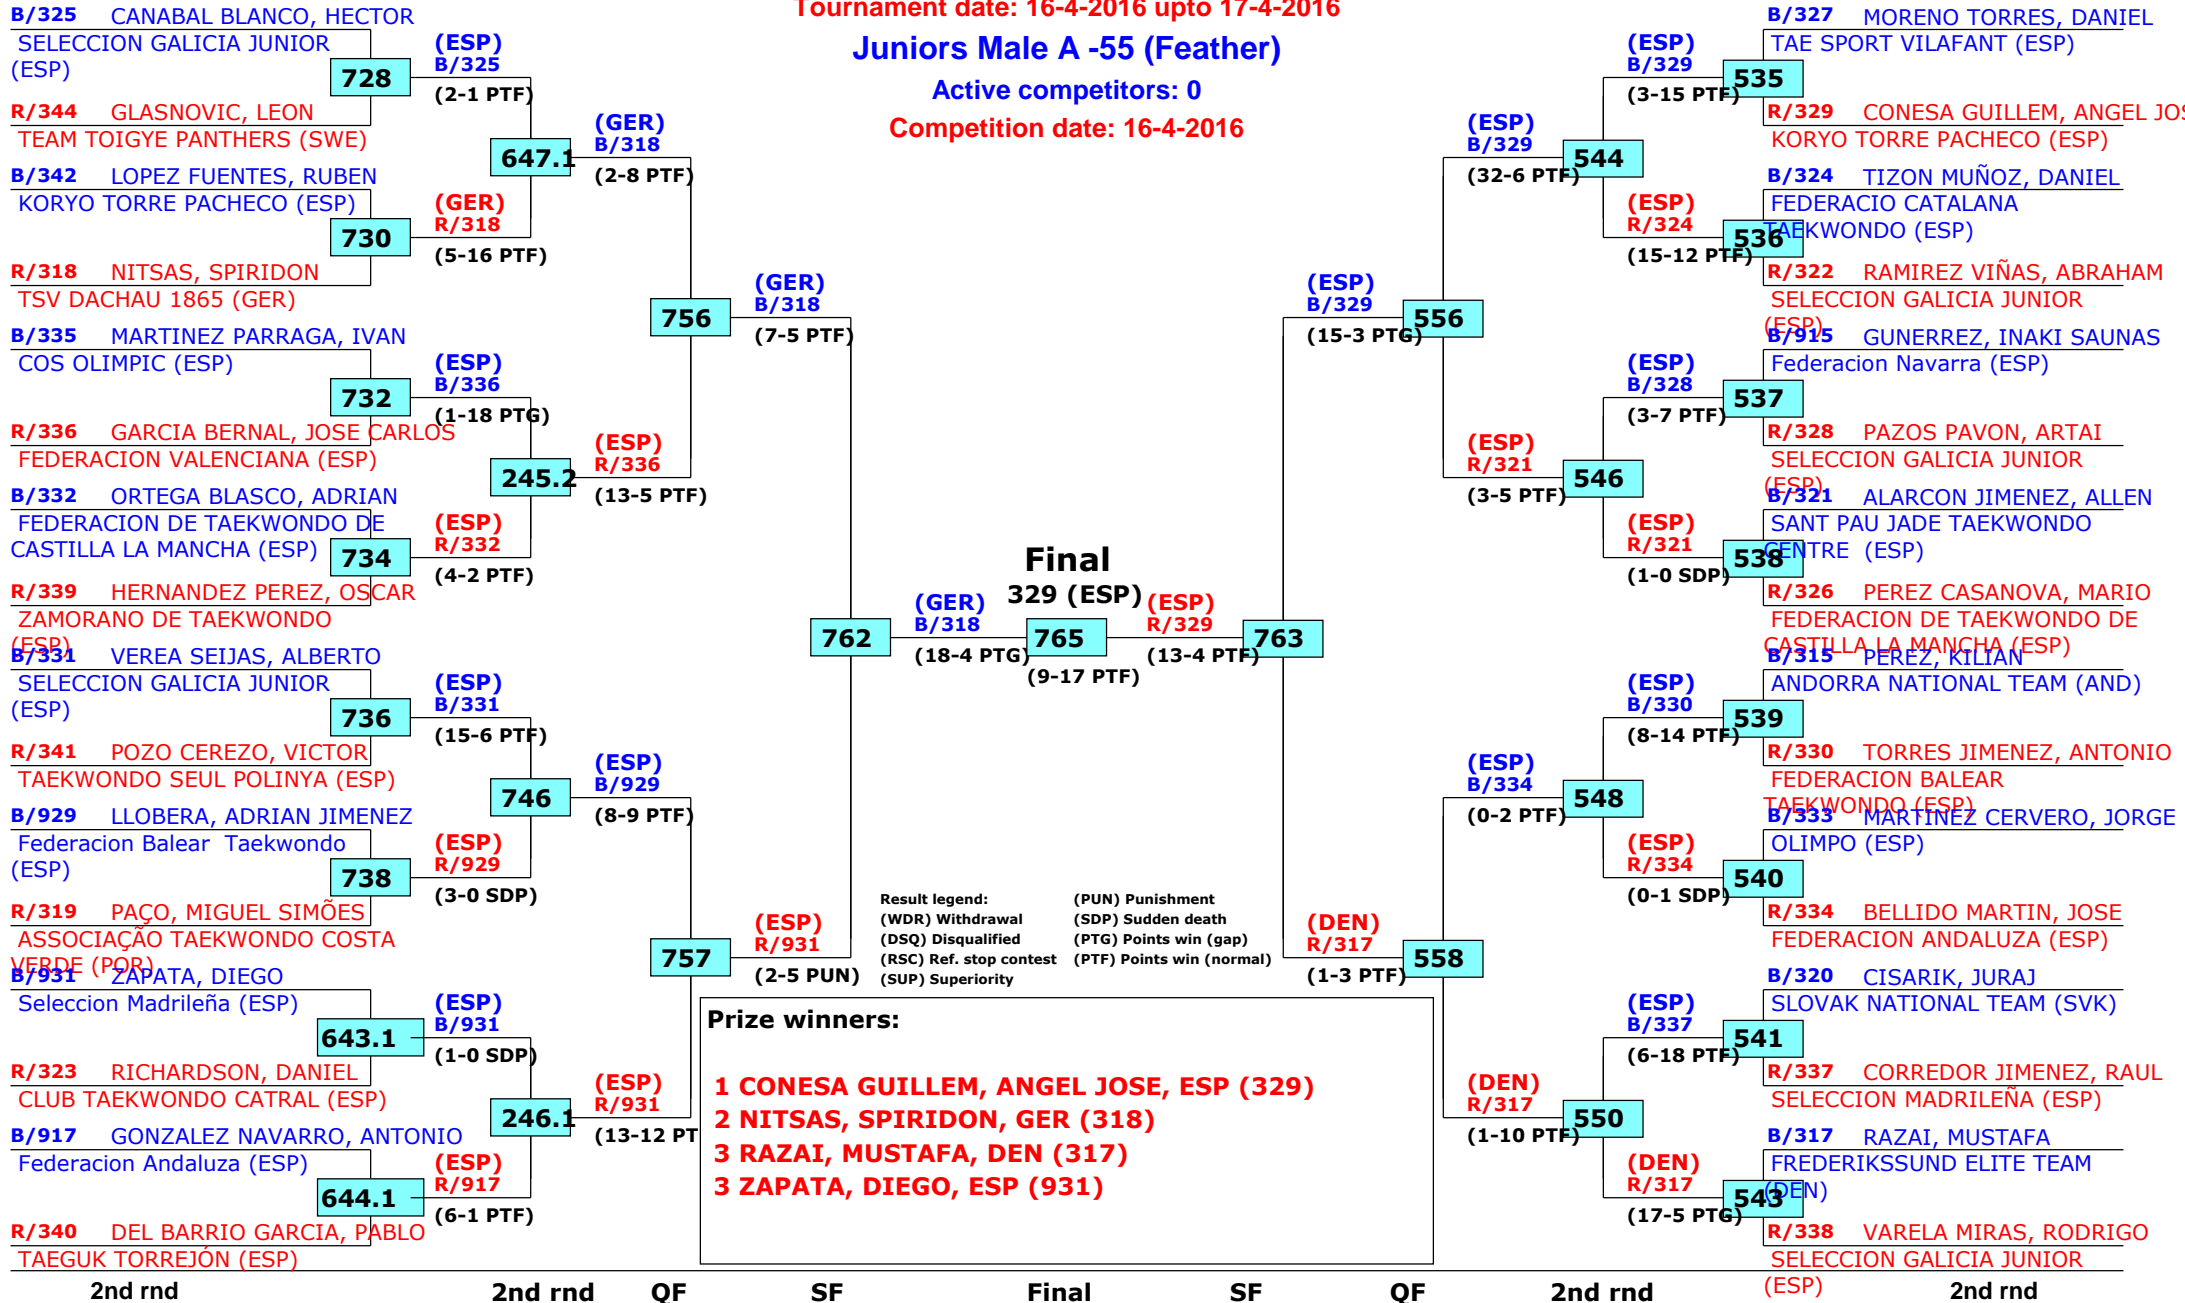 Tournament date: 16-4-2016 upto 17-4-2016
Juniors Male A -55 (Feather)
Active competitors: 0
Competition date: 16-4-2016
B/325 CANABAL BLANCO, HECTOR
SELECCION GALICIA JUNIOR
(ESP)
728
R/344 GLASNOVIC, LEON
TEAM TOIGYE PANTHERS (SWE)
B/342 LOPEZ FUENTES, RUBEN
KORYO TORRE PACHECO (ESP)
730
R/318 NITSAS, SPIRIDON
TSV DACHAU 1865 (GER)
B/335 MARTINEZ PARRAGA, IVAN
COS OLIMPIC (ESP)
732
R/336 GARCIA BERNAL, JOSE CARLOS
FEDERACION VALENCIANA (ESP)
B/332 ORTEGA BLASCO, ADRIAN
FEDERACION DE TAEKWONDO DE
CASTILLA LA MANCHA (ESP)
734
R/339 HERNANDEZ PEREZ, OSCAR
ZAMORANO DE TAEKWONDO
(ESP)
B/331 VEREA SEIJAS, ALBERTO
SELECCION GALICIA JUNIOR
(ESP)
736
R/341 POZO CEREZO, VICTOR
TAEKWONDO SEUL POLINYA (ESP)
B/929 LLOBERA, ADRIAN JIMENEZ
Federacion Balear Taekwondo
(ESP)
738
R/319 PAÇO, MIGUEL SIMÕES
ASSOCIAÇÃO TAEKWONDO COSTA
VERDE (POR)
B/931 ZAPATA, DIEGO
Seleccion Madrileña (ESP)
643.1
R/323 RICHARDSON, DANIEL
CLUB TAEKWONDO CATRAL (ESP)
B/917 GONZALEZ NAVARRO, ANTONIO
Federacion Andaluza (ESP)
644.1
R/340 DEL BARRIO GARCIA, PABLO
TAEGUK TORREJÓN (ESP)
(ESP)
B/325
(2-1 PTF)
647.1
(GER)
R/318
(5-16 PTF)
(ESP)
B/336
(1-18 PTG)
245.2
(ESP)
R/332
(4-2 PTF)
(ESP)
B/331
(15-6 PTF)
746
(ESP)
R/929
(3-0 SDP)
(ESP)
B/931
(1-0 SDP)
246.1
(ESP)
R/917
(6-1 PTF)
(GER)
B/318
(2-8 PTF)
756
(ESP)
R/336
(13-5 PTF)
(ESP)
B/929
(8-9 PTF)
757
(ESP)
R/931
(13-12 PT
(GER)
B/318
(7-5 PTF)
762
(ESP)
R/931
(2-5 PUN)
(GER)
B/318
(18-4 PTG)
Final
329 (ESP)
765
(9-17 PTF)
(ESP)
R/329
(13-4 PTF)
763
(ESP)
B/329
(15-3 PTG)
556
(DEN)
R/317
(1-3 PTF)
558
(ESP)
B/329
(32-6 PTF)
544
(ESP)
R/321
(3-5 PTF)
546
(ESP)
B/334
(0-2 PTF)
548
(DEN)
R/317
(1-10 PTF)
550
(ESP)
B/329
(3-15 PTF)
(ESP)
R/324
(15-12 PTF)
(ESP)
B/328
(3-7 PTF)
(ESP)
R/321
(1-0 SDP)
(ESP)
B/330
(8-14 PTF)
(ESP)
R/334
(0-1 SDP)
(ESP)
B/337
(6-18 PTF)
(DEN)
R/317
(17-5 PTG)
B/327 MORENO TORRES, DANIEL
TAE SPORT VILAFANT (ESP)
535
R/329 CONESA GUILLEM, ANGEL JOS
KORYO TORRE PACHECO (ESP)
B/324 TIZON MUÑOZ, DANIEL
FEDERACIO CATALANA
TAEKWONDO (ESP)
536
R/322 RAMIREZ VIÑAS, ABRAHAM
SELECCION GALICIA JUNIOR
(ESP)
B/915 GUNERREZ, INAKI SAUNAS
Federacion Navarra (ESP)
537
R/328 PAZOS PAVON, ARTAI
SELECCION GALICIA JUNIOR
(ESP)
B/321 ALARCON JIMENEZ, ALLEN
SANT PAU JADE TAEKWONDO
CENTRE (ESP)
538
R/326 PEREZ CASANOVA, MARIO
FEDERACION DE TAEKWONDO DE
CASTILLA LA MANCHA (ESP)
B/315 PEREZ, KILIAN
ANDORRA NATIONAL TEAM (AND)
539
R/330 TORRES JIMENEZ, ANTONIO
FEDERACION BALEAR
TAEKWONDO (ESP)
B/333 MARTINEZ CERVERO, JORGE
OLIMPO (ESP)
540
R/334 BELLIDO MARTIN, JOSE
FEDERACION ANDALUZA (ESP)
B/320 CISARIK, JURAJ
SLOVAK NATIONAL TEAM (SVK)
541
R/337 CORREDOR JIMENEZ, RAUL
SELECCION MADRILEÑA (ESP)
B/317 RAZAI, MUSTAFA
FREDERIKSSUND ELITE TEAM
(DEN)
543
R/338 VARELA MIRAS, RODRIGO
SELECCION GALICIA JUNIOR
(ESP)
Result legend:
(WDR) Withdrawal
(DSQ) Disqualified
(RSC) Ref. stop contest
(SUP) Superiority
(PUN) Punishment
(SDP) Sudden death
(PTG) Points win (gap)
(PTF) Points win (normal)
Prize winners:
1 CONESA GUILLEM, ANGEL JOSE, ESP (329)
2 NITSAS, SPIRIDON, GER (318)
3 RAZAI, MUSTAFA, DEN (317)
3 ZAPATA, DIEGO, ESP (931)
2nd rnd 2nd rnd QF SF Final SF QF 2nd rnd 2nd rnd